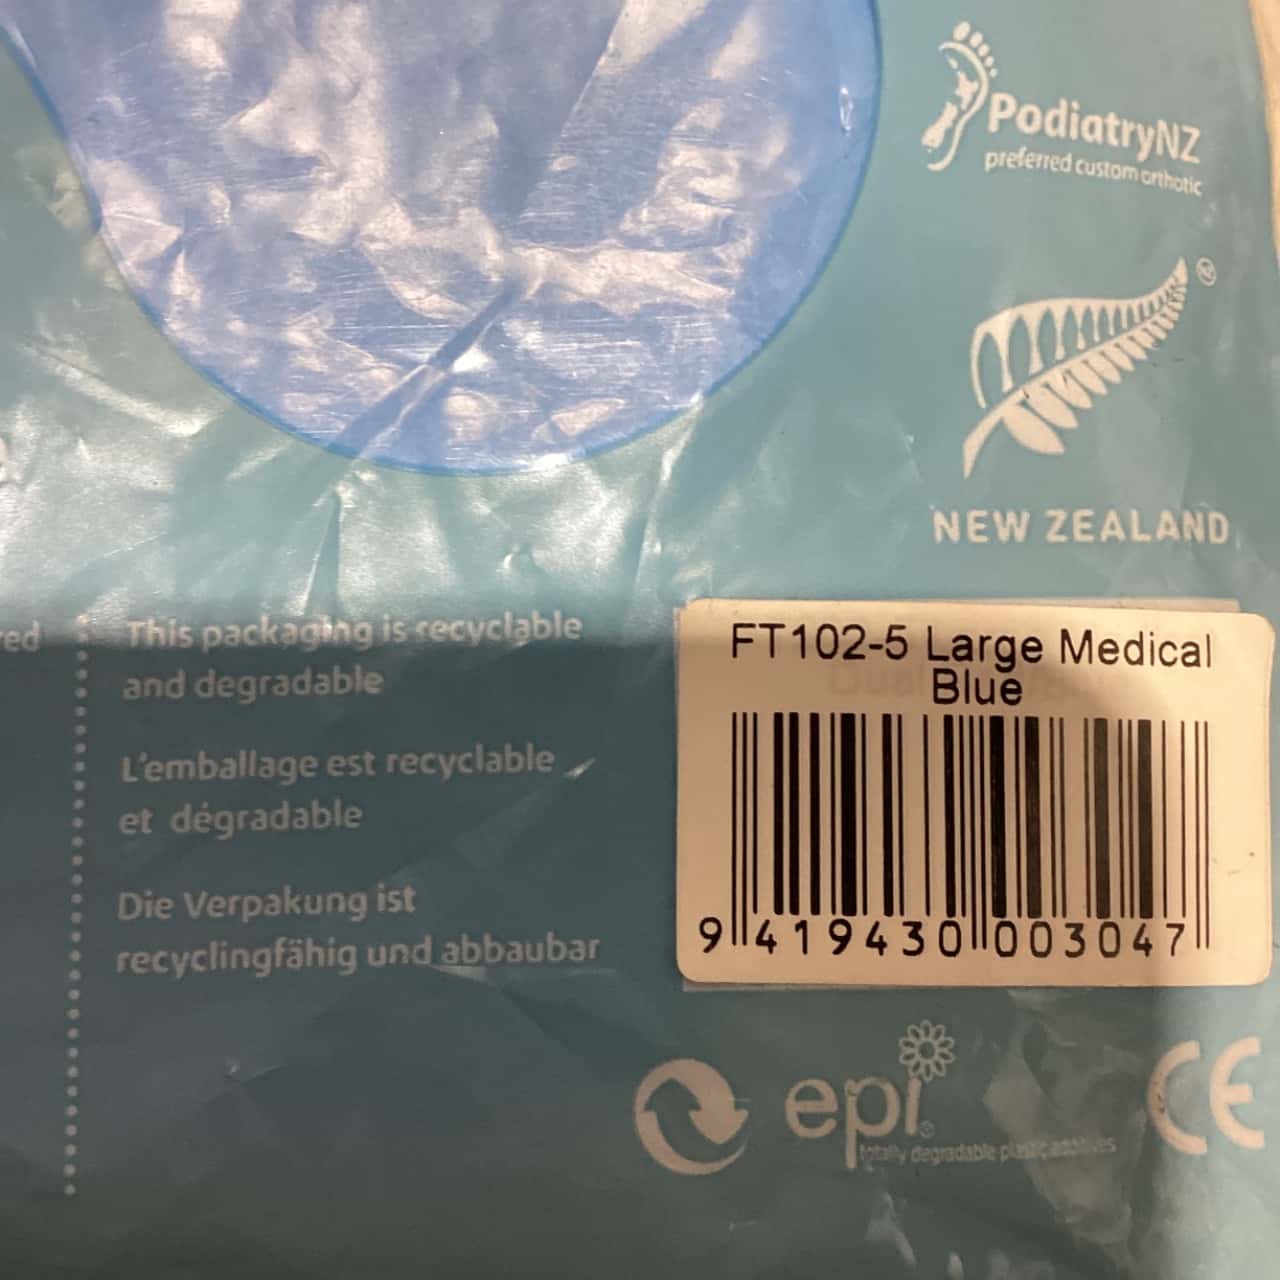 PodiatryNZ
preferred custom orthotic
NEW ZEALAND
This packaging is recyclable
and degradable
L'emballage est recyclable
et dégradable
Die Verpakung ist
recyclingfähig und abbaubar
FT102-5 Large Medical
Blue
9 419430 003047
epi
totally degradable plastic additives
CE